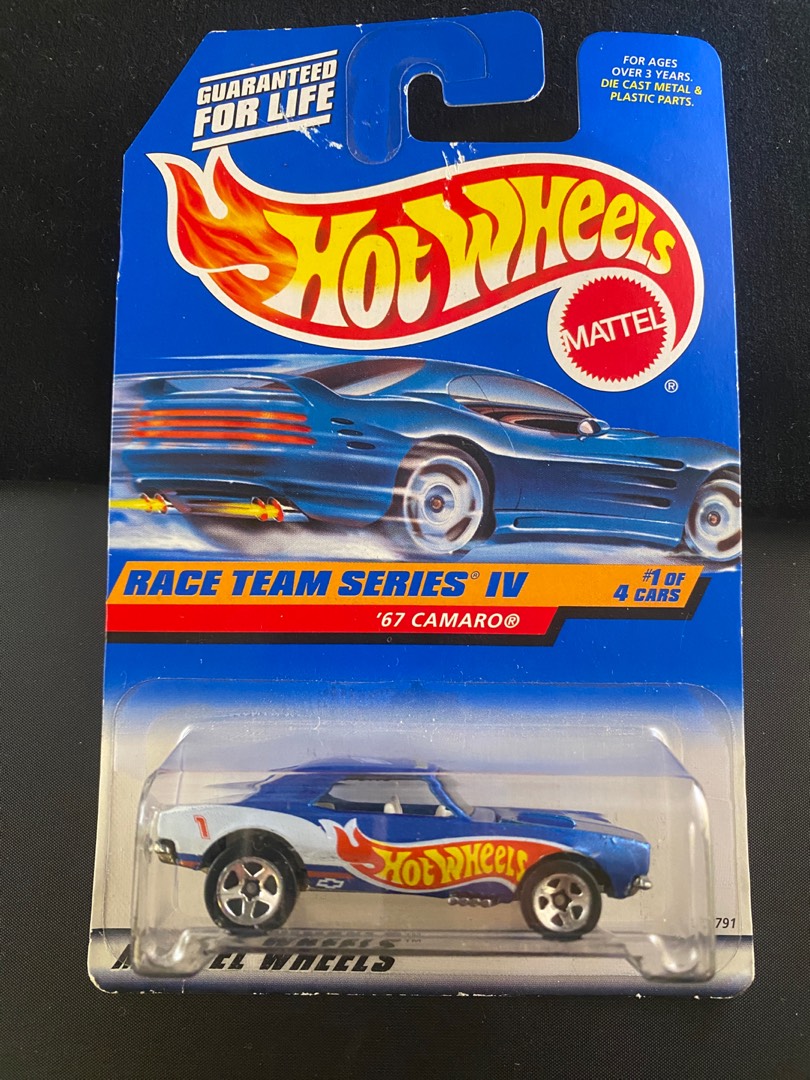 GUARANTEED
FOR LIFE
FOR AGES
OVER 3 YEARS.
DIE CAST METAL &
PLASTIC PARTS.
HOT WHEELS
MATTEL
®
RACE TEAM SERIES® IV
#1 OF
4 CARS
'67 CAMARO®
1
HOT WHEELS
791
WHEELS